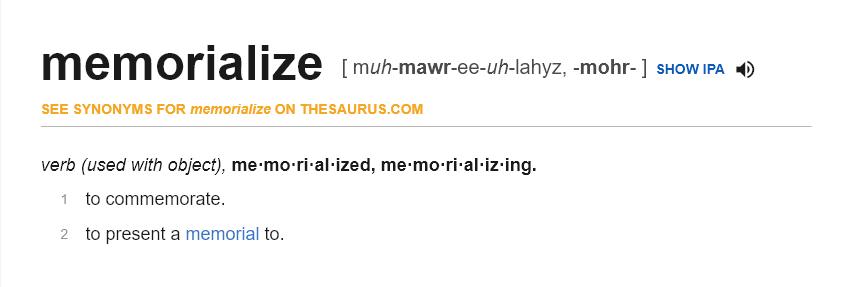 memorialize [ muh-mawr-ee-uh-lahyz, -mohr- ] SHOW IPA
SEE SYNONYMS FOR memorialize ON THESAURUS.COM
verb (used with object), me·mo·ri·al·ized, me·mo·ri·al·iz·ing.
1 to commemorate.
2 to present a memorial to.